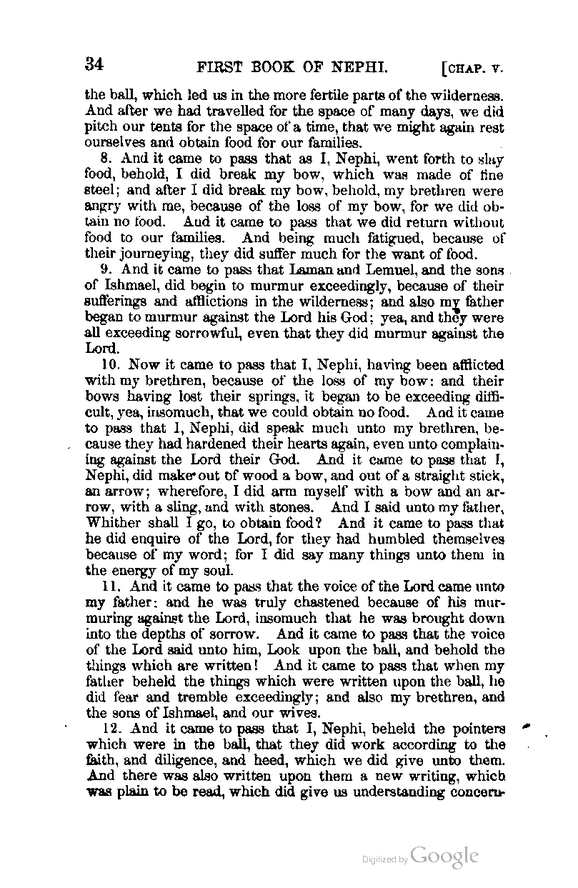 34 FIRST BOOK OF NEPHI. [CHAP. V.
the ball, which led us in the more fertile parts of the wilderness.
And after we had travelled for the space of many days, we did
pitch our tents for the space of a time, that we might again rest
ourselves and obtain food for our families.
8. And it came to pass that as I, Nephi, went forth to slay
food, behold, I did break my bow, which was made of fine
steel; and after I did break my bow, behold, my brethren were
angry with me, because of the loss of my bow, for we did ob-
tain no food. And it came to pass that we did return without
food to our families. And being much fatigued, because of
their journeying, they did suffer much for the want of food.
9. And it came to pass that Laman and Lemuel, and the sons
of Ishmael, did begin to murmur exceedingly, because of their
sufferings and afflictions in the wilderness; and also my father
began to murmur against the Lord his God; yea, and they were
all exceeding sorrowful, even that they did murmur against the
Lord.
10. Now it came to pass that I, Nephi, having been afflicted
with my brethren, because of the loss of my bow: and their
bows having lost their springs, it began to be exceeding diffi-
cult, yea, insomuch, that we could obtain no food. And it came
to pass that I, Nephi, did speak much unto my brethren, be-
cause they had hardened their hearts again, even unto complain-
ing against the Lord their God. And it came to pass that I,
Nephi, did make out of wood a bow, and out of a straight stick,
an arrow; wherefore, I did arm myself with a bow and an ar-
row, with a sling, and with stones. And I said unto my father,
Whither shall I go, to obtain food? And it came to pass that
he did enquire of the Lord, for they had humbled themselves
because of my word; for I did say many things unto them in
the energy of my soul.
11. And it came to pass that the voice of the Lord came unto
my father: and he was truly chastened because of his mur-
muring against the Lord, insomuch that he was brought down
into the depths of sorrow. And it came to pass that the voice
of the Lord said unto him, Look upon the ball, and behold the
things which are written! And it came to pass that when my
father beheld the things which were written upon the ball, he
did fear and tremble exceedingly; and also my brethren, and
the sons of Ishmael, and our wives.
12. And it came to pass that I, Nephi, beheld the pointers
which were in the ball, that they did work according to the
faith, and diligence, and heed, which we did give unto them.
And there was also written upon them a new writing, which
was plain to be read, which did give us understanding concern-
Digitized by Google